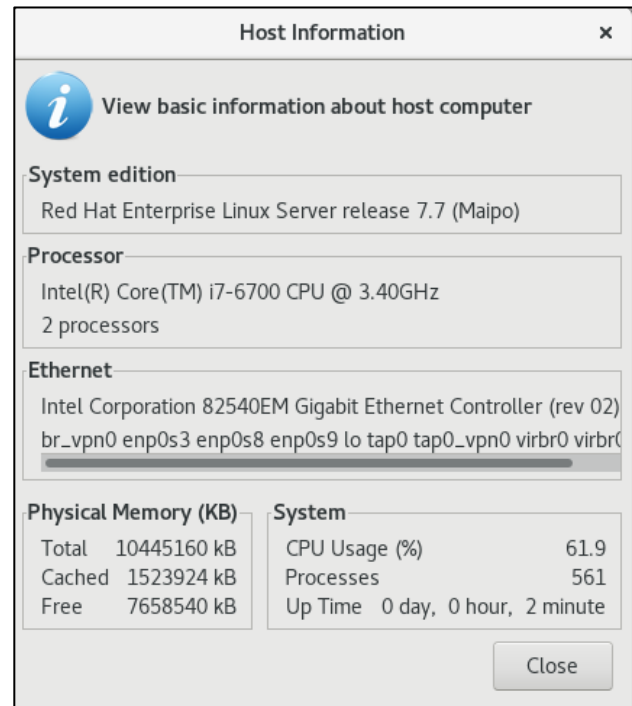 Host Information ×
View basic information about host computer
System edition
Red Hat Enterprise Linux Server release 7.7 (Maipo)
Processor
Intel(R) Core(TM) i7-6700 CPU @ 3.40GHz
2 processors
Ethernet
Intel Corporation 82540EM Gigabit Ethernet Controller (rev 02)
br_vpn0 enp0s3 enp0s8 enp0s9 lo tap0 tap0_vpn0 virbr0
Physical Memory (KB)
Total 10445160 kB
Cached 1523924 kB
Free 7658540 kB
System
CPU Usage (%) 61.9
Processes 561
Up Time 0 day, 0 hour, 2 minute
Close